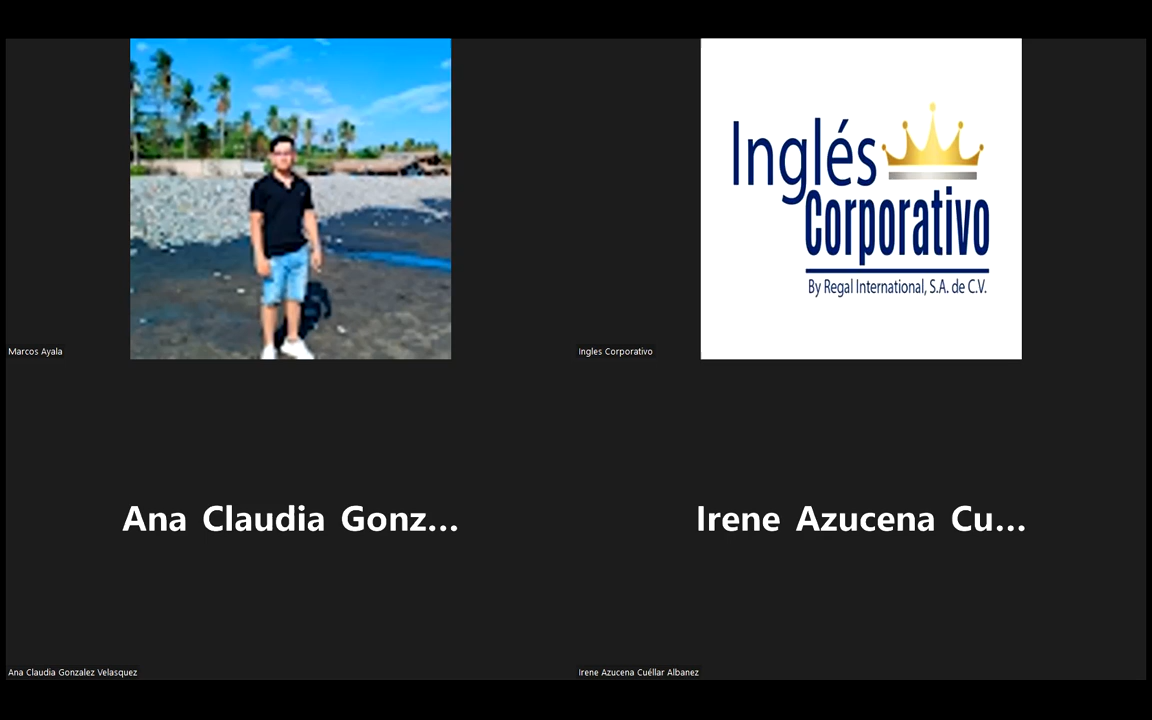 Inglés
Corporativo
By Regal International, S.A. de C.V.
Marcos Ayala
Ingles Corporativo
Ana Claudia Gonz...
Irene Azucena Cu...
Ana Claudia Gonzalez Velasquez
Irene Azucena Cuéllar Albanez